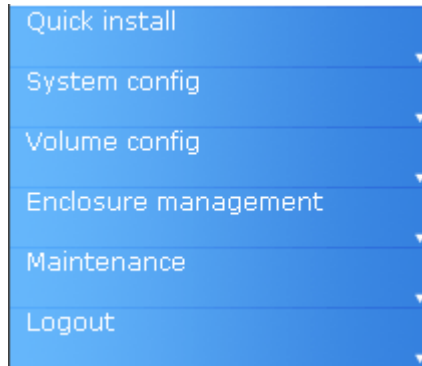 Quick install
System config
Volume config
Enclosure management
Maintenance
Logout